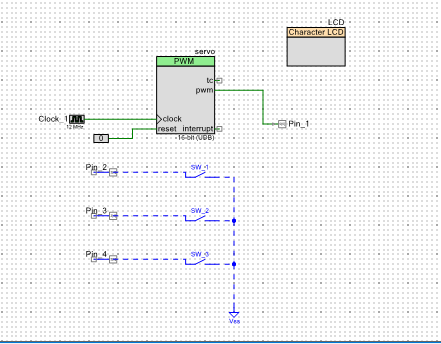 LCD
Character LCD
servo
PWM
tc
pwm
Clock_1
clock
12 MHz
reset interrupt
0
16-bit (UDB)
Pin_1
Pin_2
SW_1
Pin_3
SW_2
Pin_4
SW_3
Vss